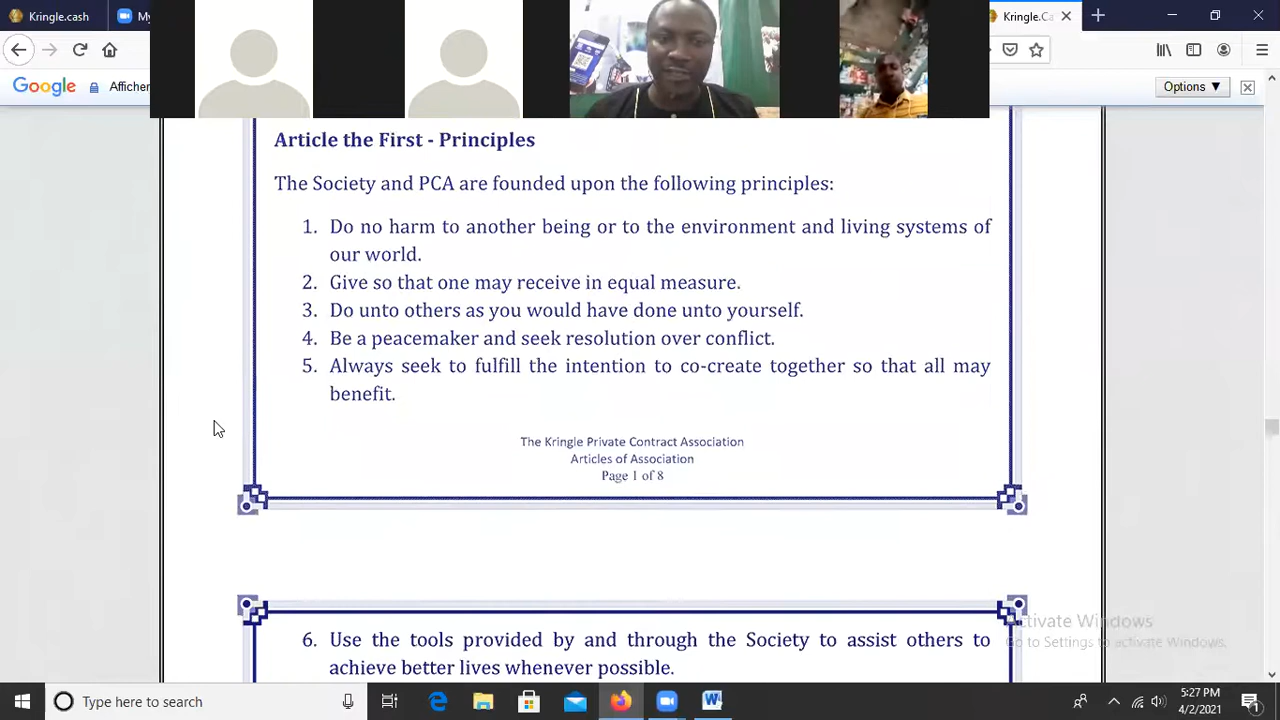 Kringle.cash
My
Kringle.Ca
Google
Afficher
Options ▼
Article the First - Principles
The Society and PCA are founded upon the following principles:
1. Do no harm to another being or to the environment and living systems of
our world.
2. Give so that one may receive in equal measure.
3. Do unto others as you would have done unto yourself.
4. Be a peacemaker and seek resolution over conflict.
5. Always seek to fulfill the intention to co-create together so that all may
benefit.
The Kringle Private Contract Association
Articles of Association
Page 1 of 8
6. Use the tools provided by and through the Society to assist others to
achieve better lives whenever possible.
Activate Windows
Go to Settings to activate Windows.
Type here to search
5:27 PM
4/2/2021